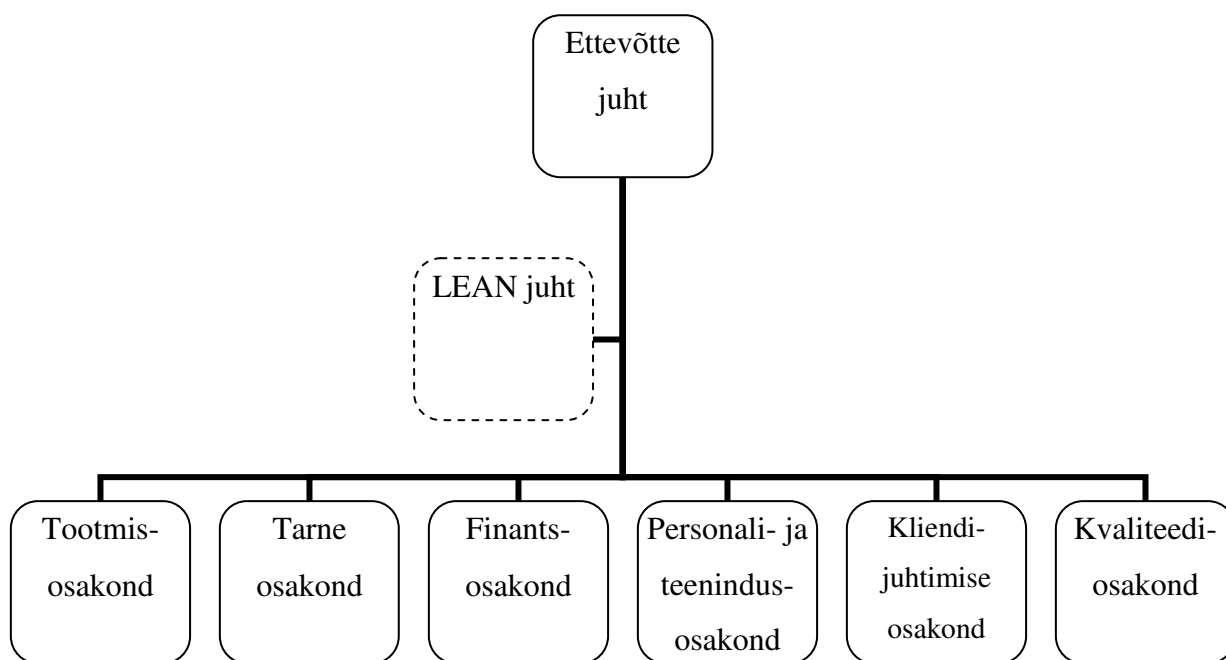 Ettevõtte
juht
LEAN juht
Tootmis-
osakond
Tarne
osakond
Finants-
osakond
Personali- ja
teenindus-
osakond
Kliendi-
juhtimise
osakond
Kvaliteedi-
osakond